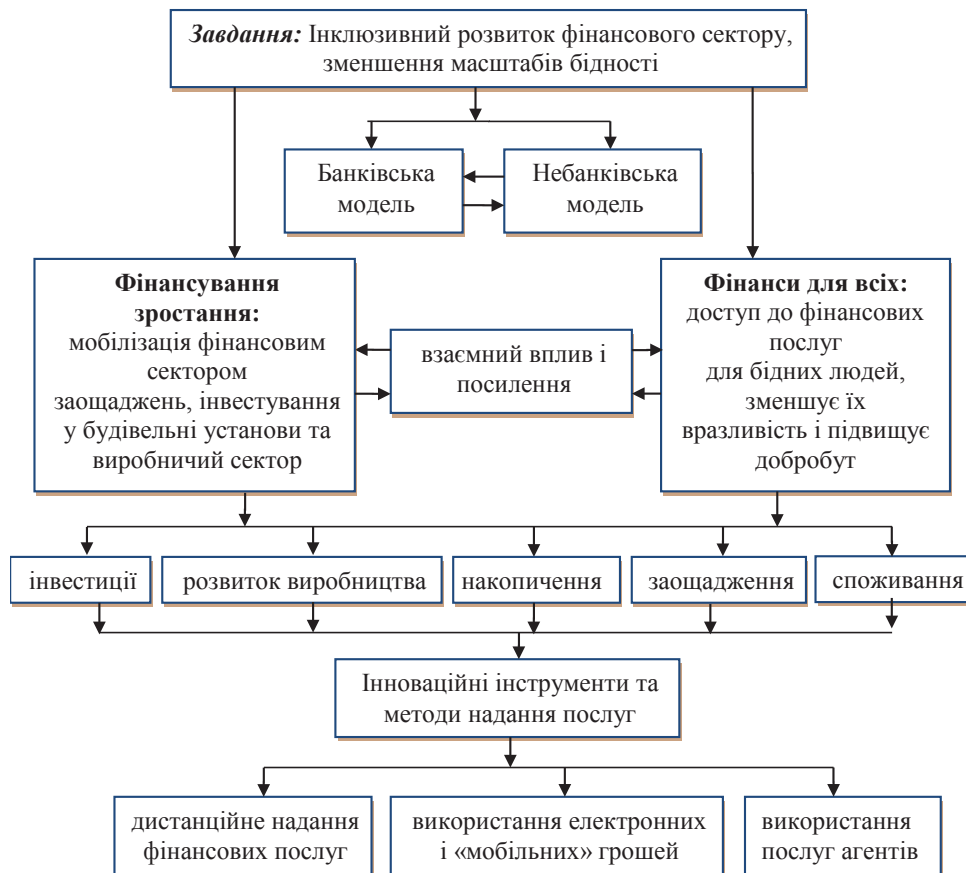 Завдання: Інклюзивний розвиток фінансового сектору,
зменшення масштабів бідності
Банківська
модель
Небанківська
модель
Фінансування
зростання:
мобілізація фінансовим
сектором
заощаджень, інвестування
у будівельні установи та
виробничий сектор
взаємний вплив і
посилення
Фінанси для всіх:
доступ до фінансових
послуг
для бідних людей,
зменшує їх
вразливість і підвищує
добробут
інвестиції
розвиток виробництва
накопичення
заощадження
споживання
Інноваційні інструменти та
методи надання послуг
дистанційне надання
фінансових послуг
використання електронних
і «мобільних» грошей
використання
послуг агентів